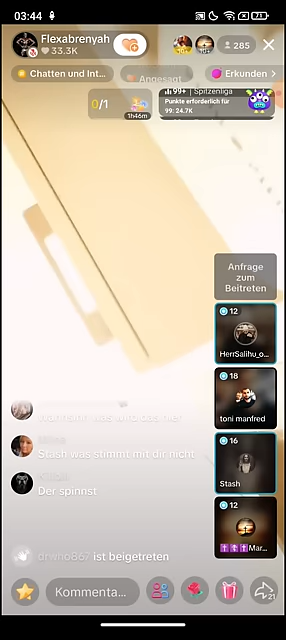 03:44
73
Flexabrenyah
33.3K
285
Chatten und Int...
Angesagt
Erkunden >
0/1
1h46m
99+ | Spitzenliga
Punkte erforderlich für
99: 24.7K
Anfrage
zum
Beitreten
12
HerrSalihu_o...
18
toni manfred
16
Stash
12
Mar...
Stash was stimmt mit dir nicht
Der spinnst
drwho867 ist beigetreten
Kommenta...
21